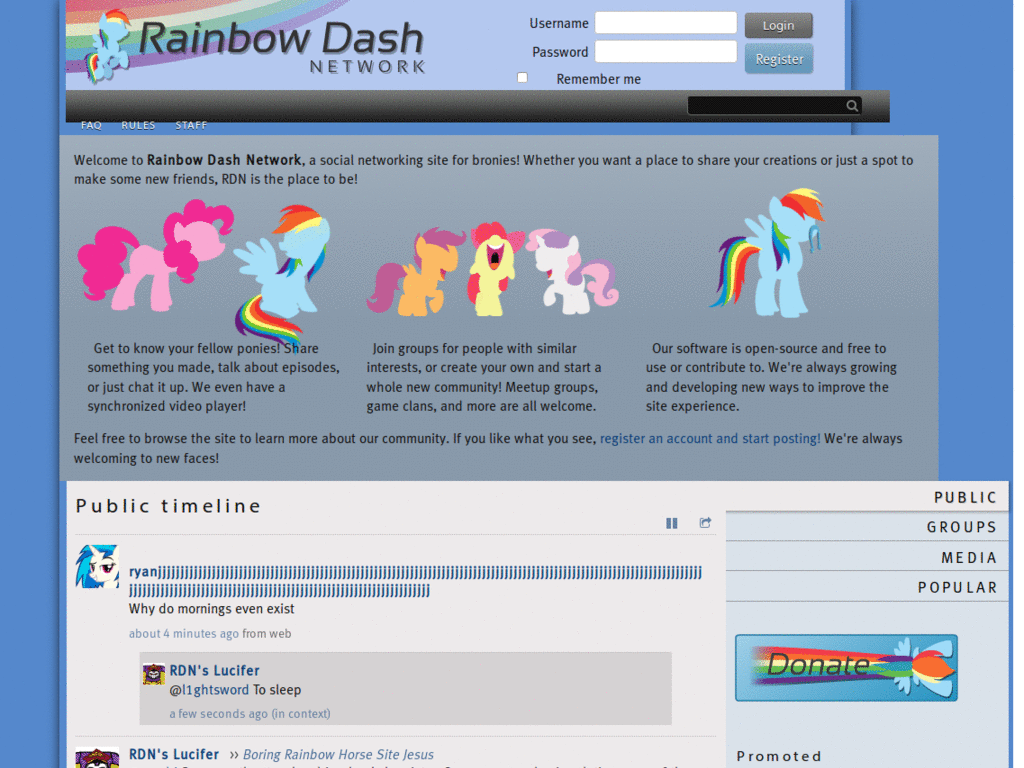 Rainbow Dash
NETWORK
Username
Password
Remember me
Login
Register
FAQ RULES STAFF
Welcome to Rainbow Dash Network, a social networking site for bronies! Whether you want a place to share your creations or just a spot to
make some new friends, RDN is the place to be!
Get to know your fellow ponies! Share
something you made, talk about episodes,
or just chat it up. We even have a
synchronized video player!
Join groups for people with similar
interests, or create your own and start a
whole new community! Meetup groups,
game clans, and more are all welcome.
Our software is open-source and free to
use or contribute to. We're always growing
and developing new ways to improve the
site experience.
Feel free to browse the site to learn more about our community. If you like what you see, register an account and start posting! We're always
welcoming to new faces!
Public timeline
Why do mornings even exist
about 4 minutes ago from web
RDN's Lucifer
@l1ghtsword To sleep
a few seconds ago (in context)
RDN's Lucifer » Boring Rainbow Horse Site Jesus
PUBLIC
GROUPS
MEDIA
POPULAR
Donate
Promoted